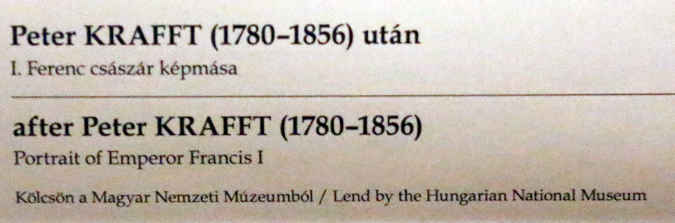 Peter KRAFFT (1780–1856) után
I. Ferenc császár képmása
after Peter KRAFFT (1780–1856)
Portrait of Emperor Francis I
Kölcsön a Magyar Nemzeti Múzeumból / Lend by the Hungarian National Museum